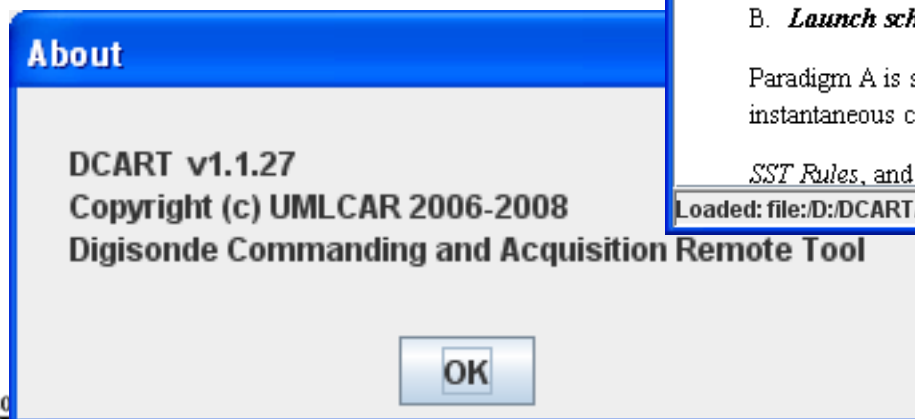 About
DCART v1.1.27
Copyright (c) UMLCAR 2006-2008
Digisonde Commanding and Acquisition Remote Tool
OK
B. Launch
Paradigm A is
instantaneous
SST Rules, and
Loaded: file:/D:/DCART